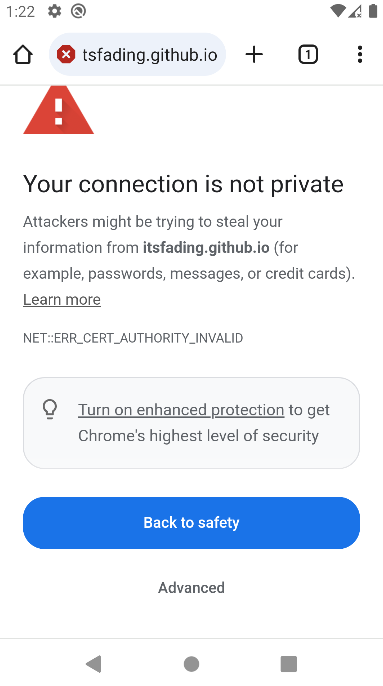 1:22
tsfading.github.io
1
Your connection is not private
Attackers might be trying to steal your
information from itsfading.github.io (for
example, passwords, messages, or credit cards).
Learn more
NET::ERR_CERT_AUTHORITY_INVALID
Turn on enhanced protection to get
Chrome's highest level of security
Back to safety
Advanced